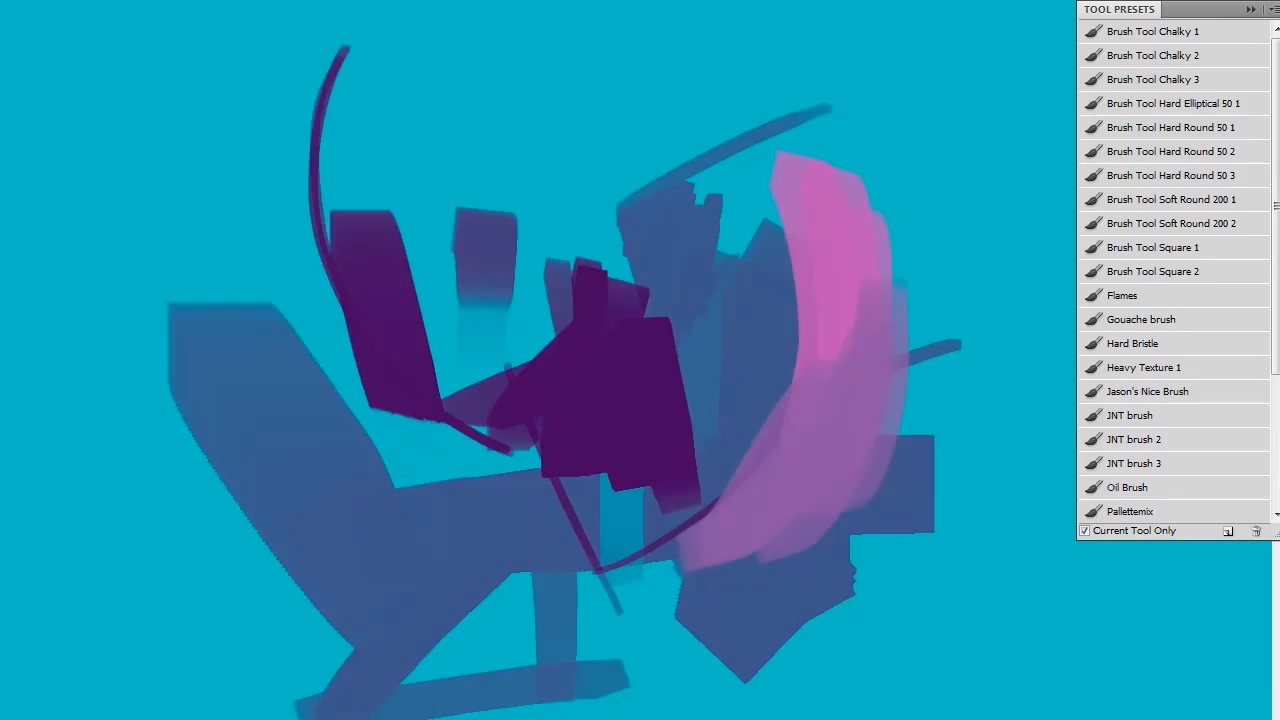 TOOL PRESETS
Brush Tool Chalky 1
Brush Tool Chalky 2
Brush Tool Chalky 3
Brush Tool Hard Elliptical 50 1
Brush Tool Hard Round 50 1
Brush Tool Hard Round 50 2
Brush Tool Hard Round 50 3
Brush Tool Soft Round 200 1
Brush Tool Soft Round 200 2
Brush Tool Square 1
Brush Tool Square 2
Flames
Gouache brush
Hard Bristle
Heavy Texture 1
Jason's Nice Brush
JNT brush
JNT brush 2
JNT brush 3
Oil Brush
Pallettemix
Current Tool Only